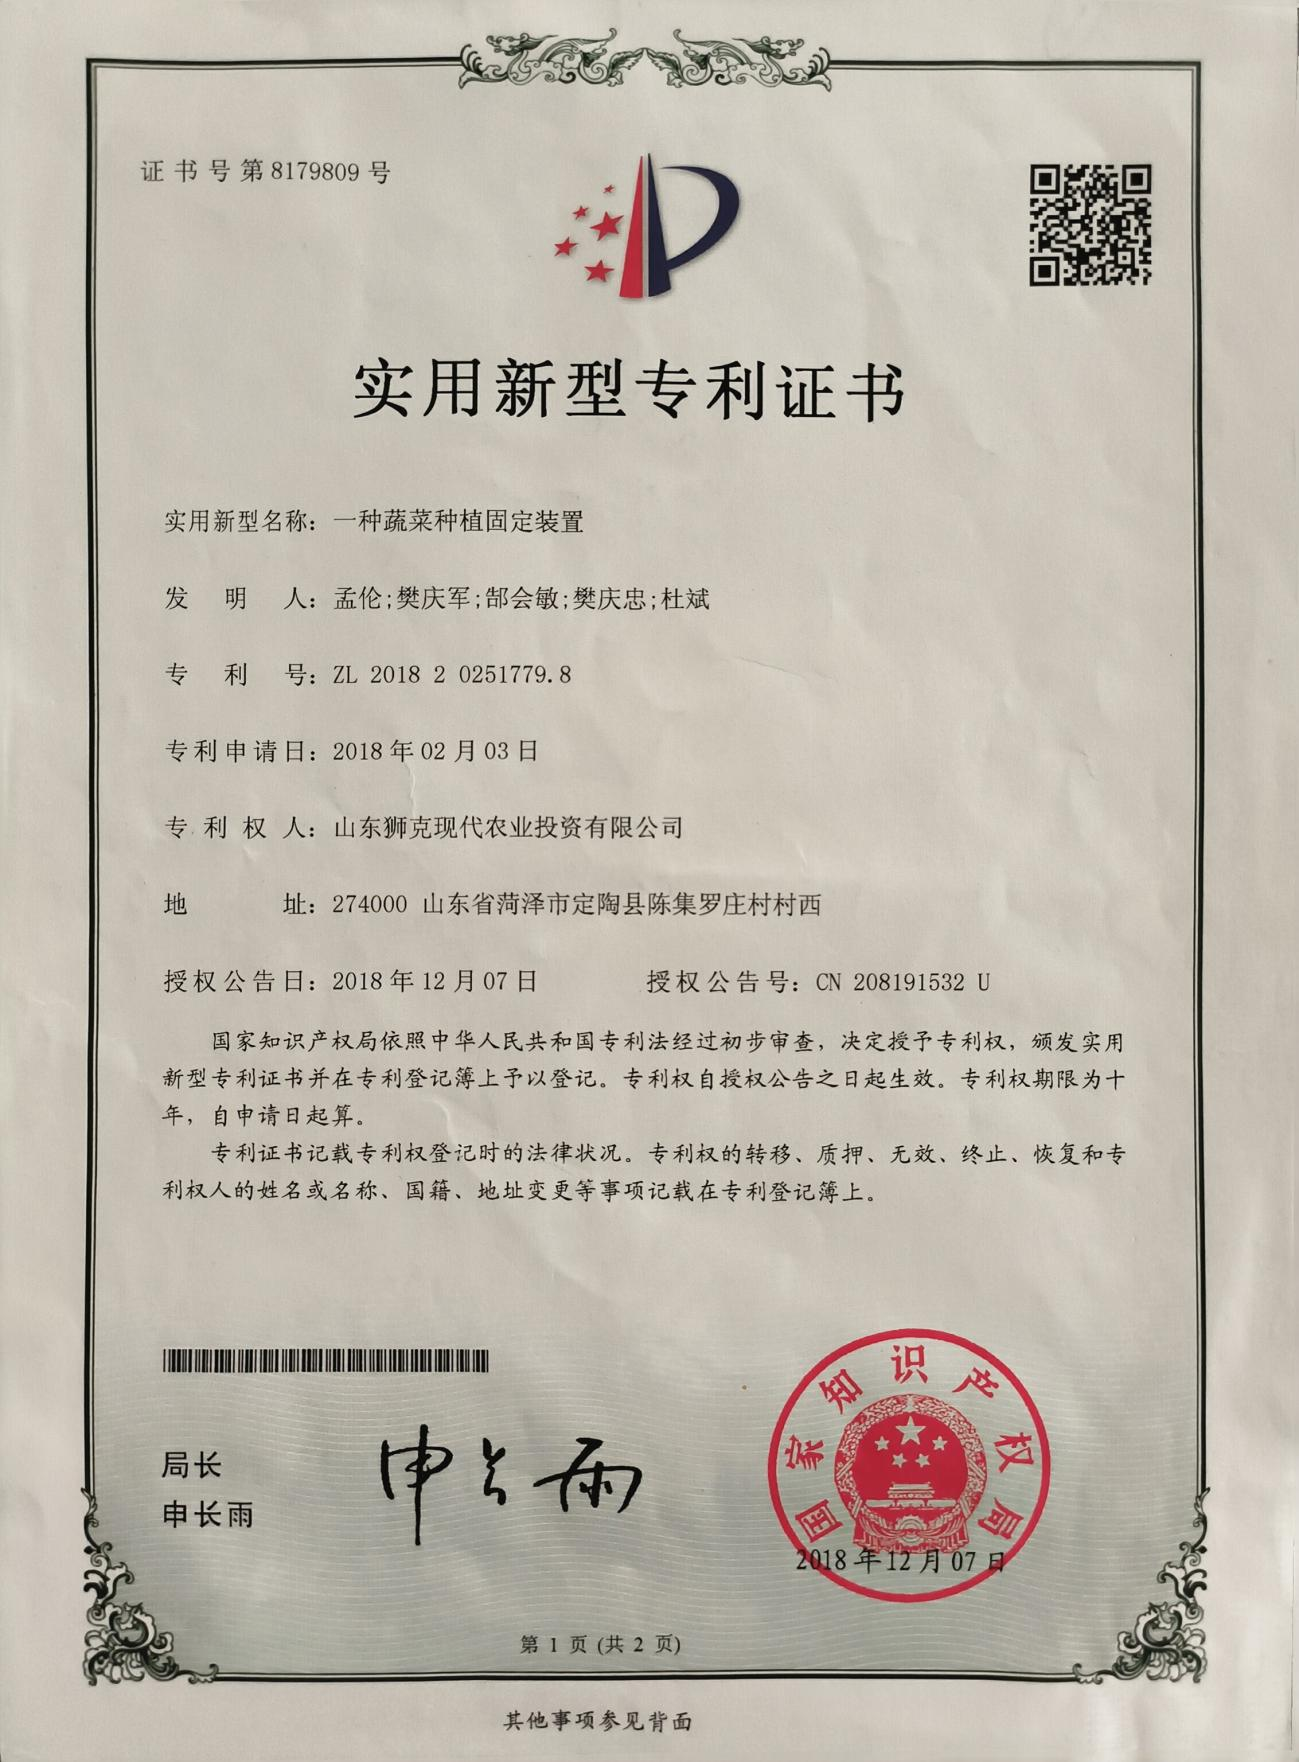 证书号第8179809号
实用新型专利证书
实用新型名称：一种蔬菜种植固定装置
发明人：孟伦;樊庆军;郜会敏;樊庆忠;杜斌
专利号：ZL 2018 2 0251779.8
专利申请日：2018年02月03日
专利权人：山东狮克现代农业投资有限公司
地址：274000 山东省菏泽市定陶县陈集罗庄村村西
授权公告日：2018年12月07日 授权公告号：CN 208191532 U
国家知识产权局依照中华人民共和国专利法经过初步审查，决定授予专利权，颁发实用
新型专利证书并在专利登记簿上予以登记。专利权自授权公告之日起生效。专利权期限为十
年，自申请日起算。
专利证书记载专利权登记时的法律状况。专利权的转移、质押、无效、终止、恢复和专
利权人的姓名或名称、国籍、地址变更等事项记载在专利登记簿上。
局长
申长雨
申长雨
国家知识产权局
2018年12月07日
第 1 页 (共 2 页)
其他事项参见背面